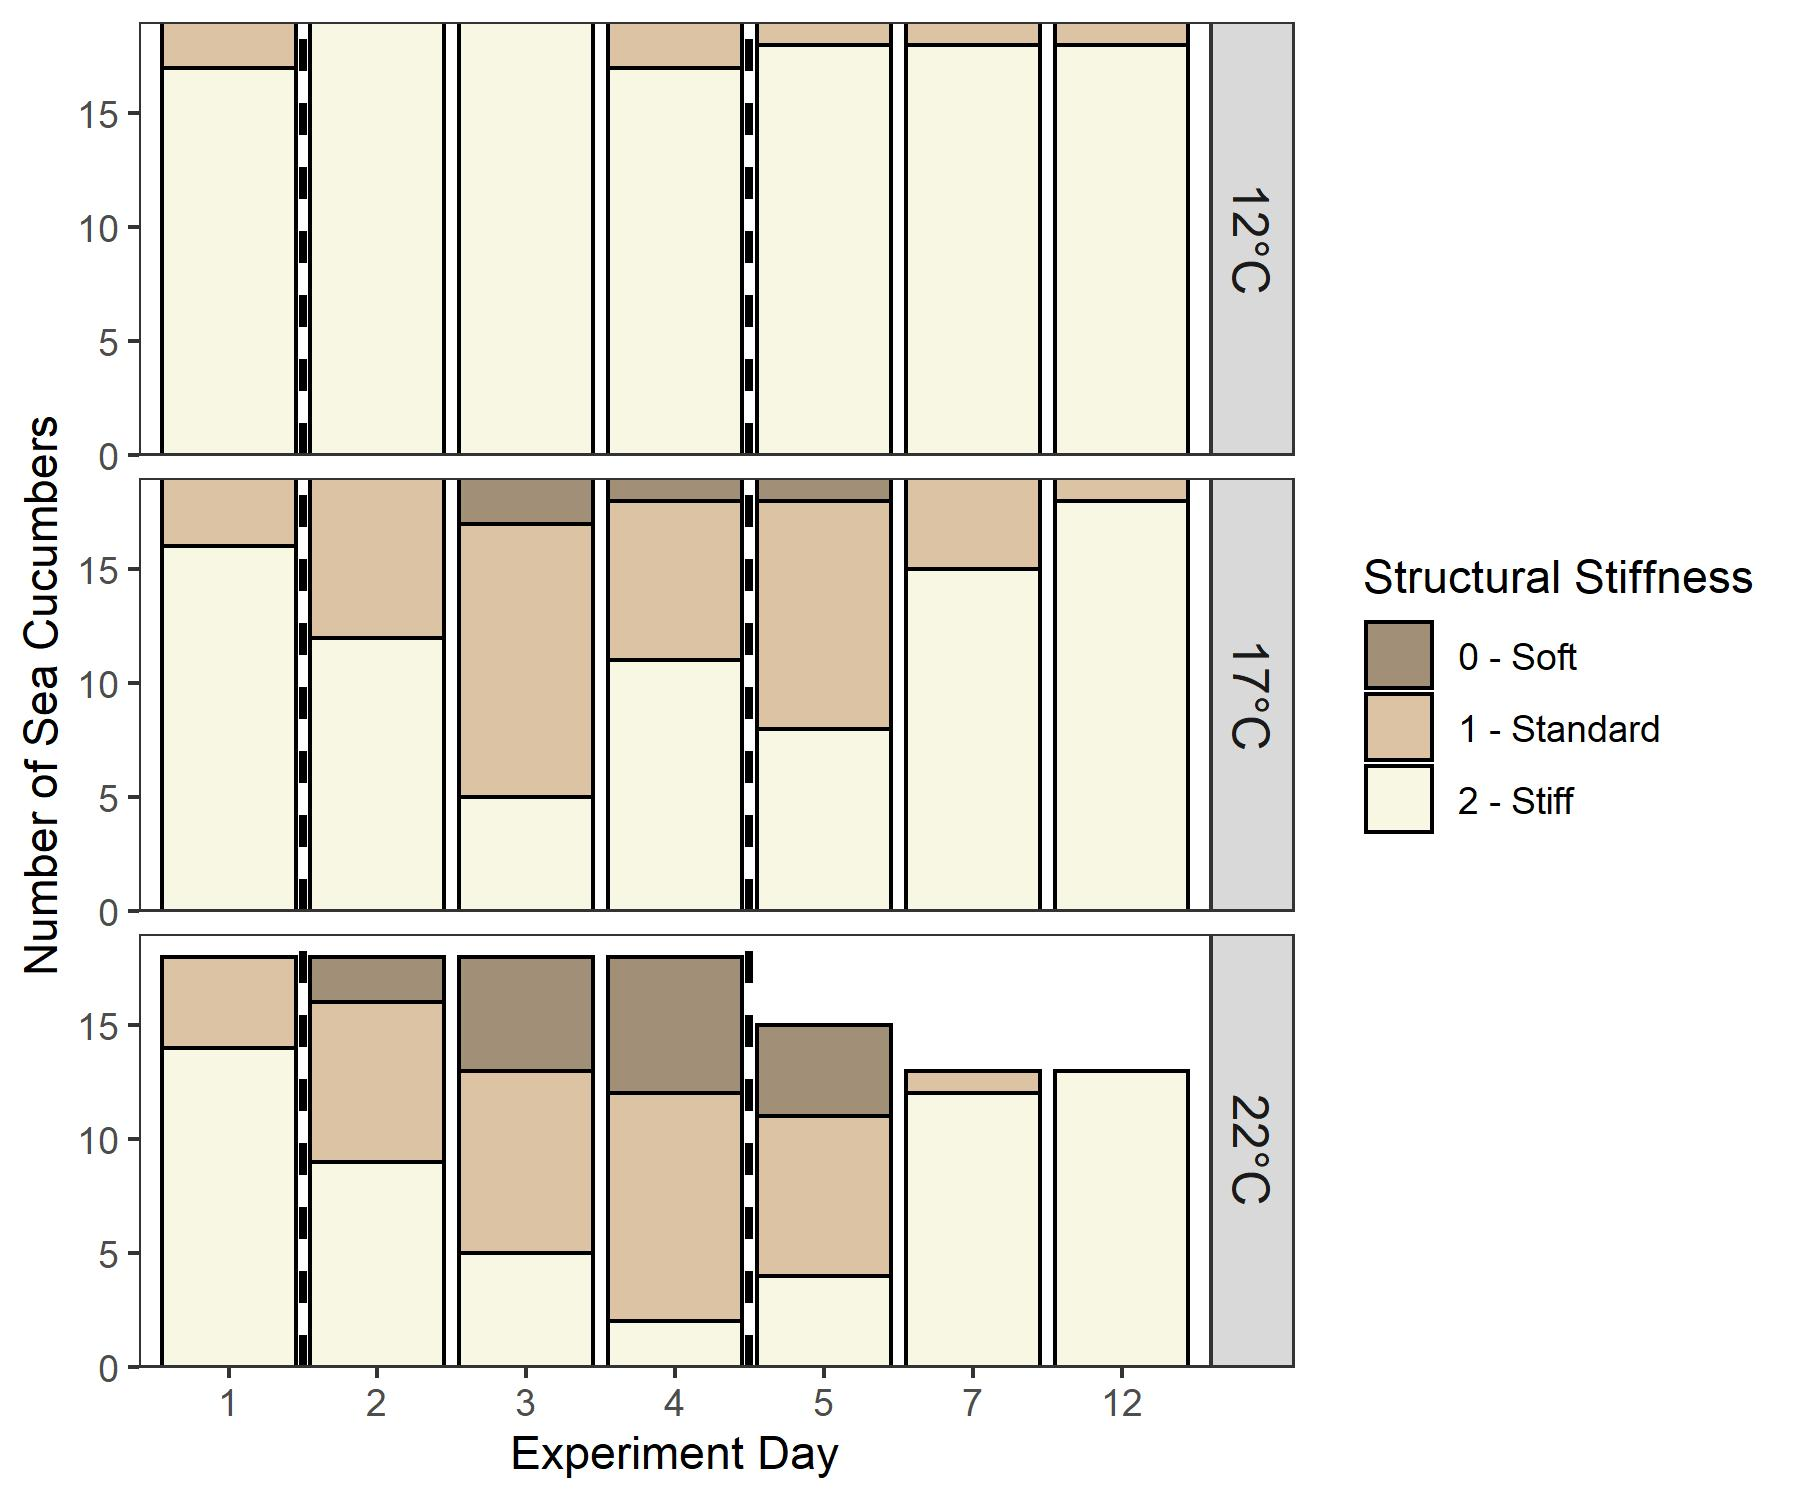 Number of Sea Cucumbers
15
10
5
0
12°C
15
10
5
0
17°C
15
10
5
0
22°C
1 2 3 4 5 7 12
Experiment Day
Structural Stiffness
0 - Soft
1 - Standard
2 - Stiff